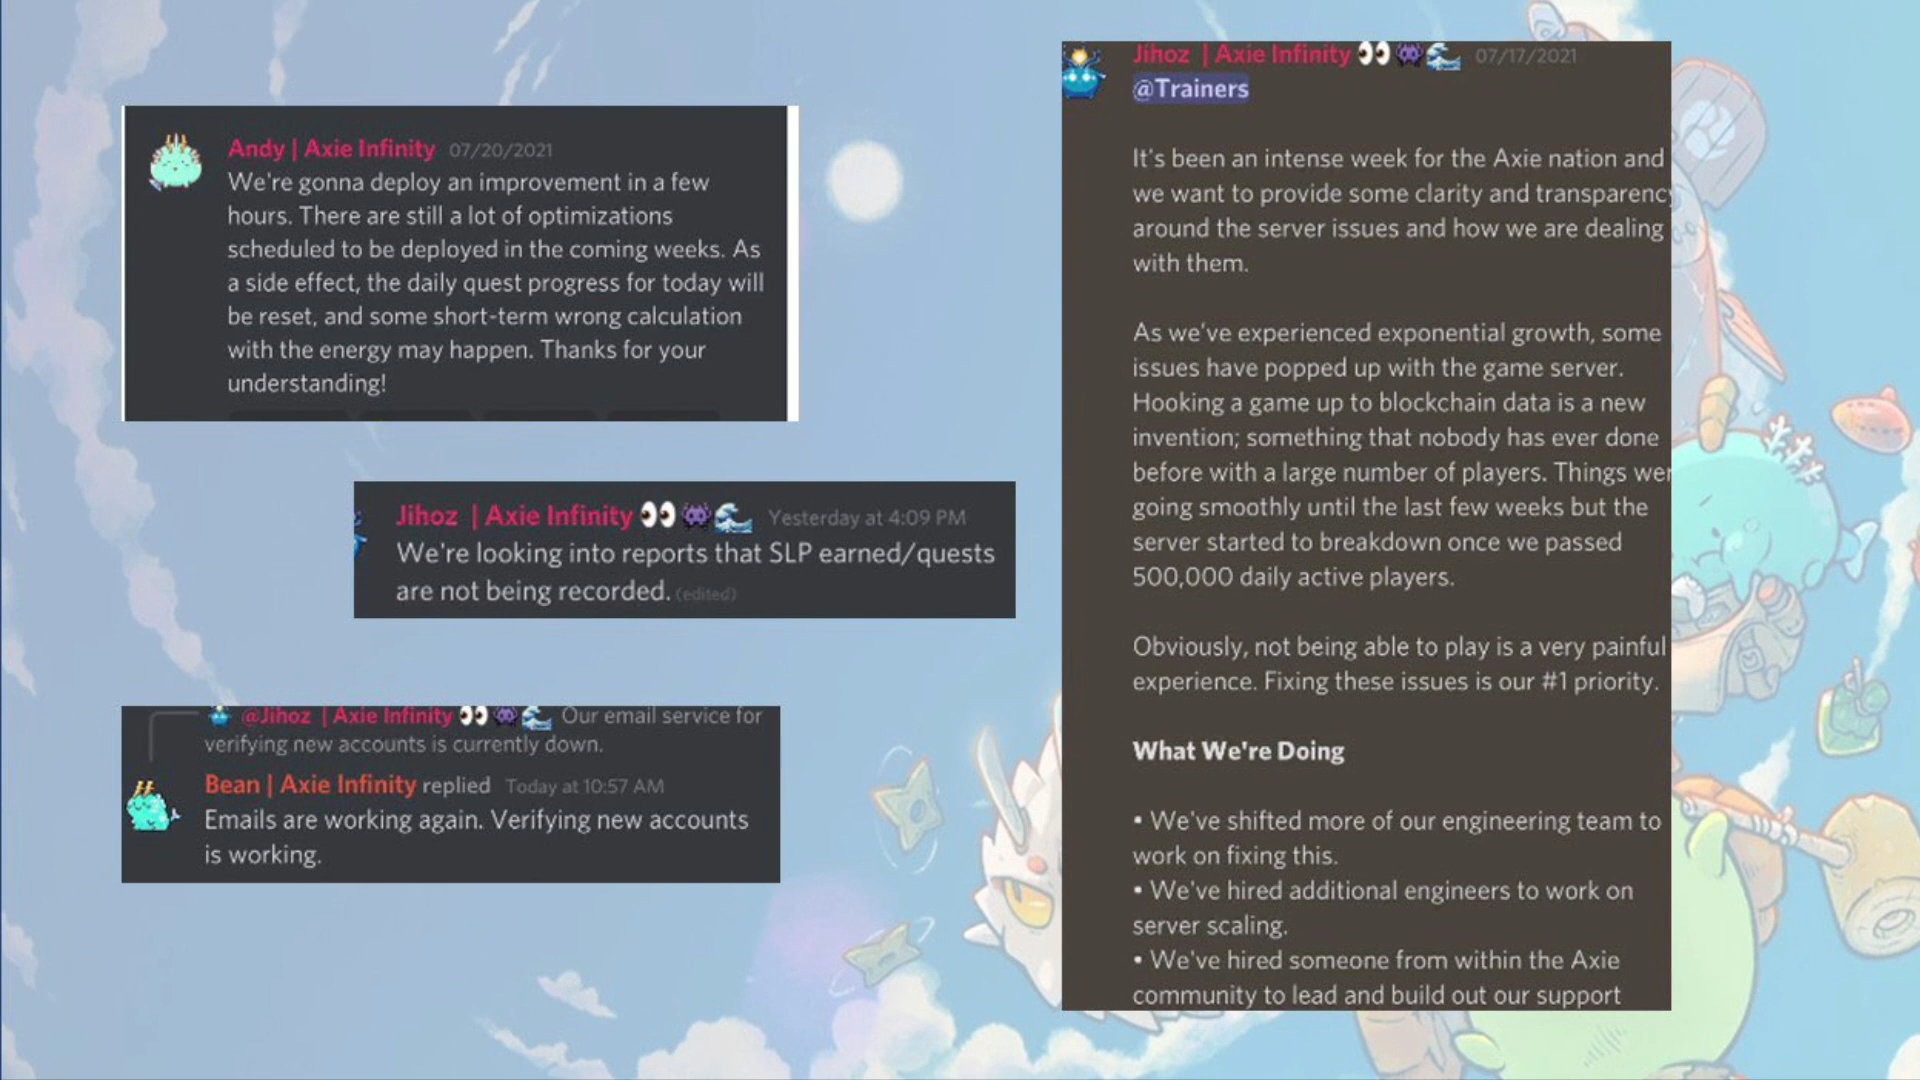 Andy | Axie Infinity 07/20/2021
We're gonna deploy an improvement in a few
hours. There are still a lot of optimizations
scheduled to be deployed in the coming weeks. As
a side effect, the daily quest progress for today will
be reset, and some short-term wrong calculation
with the energy may happen. Thanks for your
understanding!
Jihoz | Axie Infinity 👀 👾 🌊 Yesterday at 4:09 PM
We're looking into reports that SLP earned/quests
are not being recorded. (edited)
@Jihoz | Axie Infinity 👀 👾 🌊 Our email service for
verifying new accounts is currently down.
Bean | Axie Infinity replied Today at 10:57 AM
Emails are working again. Verifying new accounts
is working.
Jihoz | Axie Infinity 👀 👾 🌊 07/17/2021
@Trainers
It's been an intense week for the Axie nation and
we want to provide some clarity and transparency
around the server issues and how we are dealing
with them.
As we've experienced exponential growth, some
issues have popped up with the game server.
Hooking a game up to blockchain data is a new
invention; something that nobody has ever done
before with a large number of players. Things wer
going smoothly until the last few weeks but the
server started to breakdown once we passed
500,000 daily active players.
Obviously, not being able to play is a very painful
experience. Fixing these issues is our #1 priority.
What We're Doing
• We've shifted more of our engineering team to
work on fixing this.
• We've hired additional engineers to work on
server scaling.
• We've hired someone from within the Axie
community to lead and build out our support